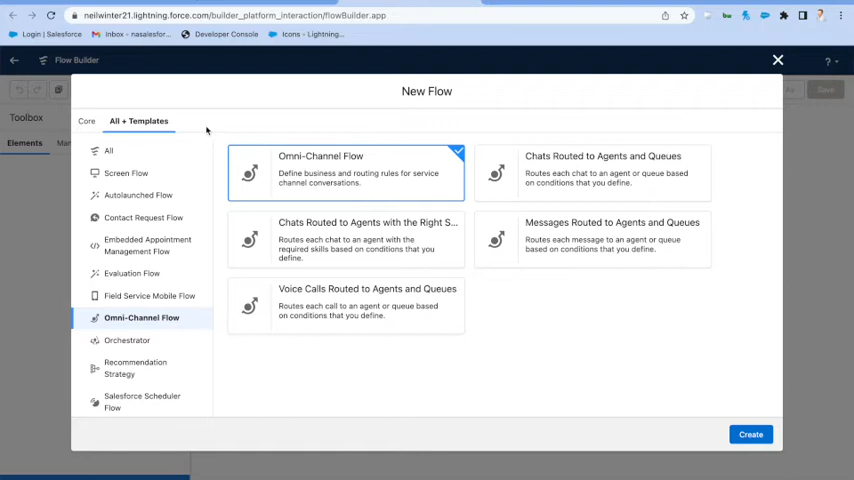 neilwinter21.lightning.force.com/builder_platform_interaction/flowBuilder.app
Login | Salesforce
Inbox - nasalesfor...
Developer Console
Icons - Lightning...
Flow Builder
?
As
Save
Toolbox
Elements
Man
New Flow
Core
All + Templates
All
Screen Flow
Autolaunched Flow
Contact Request Flow
Embedded Appointment
Management Flow
Evaluation Flow
Field Service Mobile Flow
Omni-Channel Flow
Orchestrator
Recommendation
Strategy
Salesforce Scheduler
Flow
Omni-Channel Flow
Define business and routing rules for service
channel conversations.
Chats Routed to Agents and Queues
Routes each chat to an agent or queue based on
conditions that you define.
Chats Routed to Agents with the Right S...
Routes each chat to an agent with the
required skills based on conditions that you
define.
Messages Routed to Agents and Queues
Routes each message to an agent or queue
based on conditions that you define.
Voice Calls Routed to Agents and Queues
Routes each call to an agent or queue based
on conditions that you define.
Create